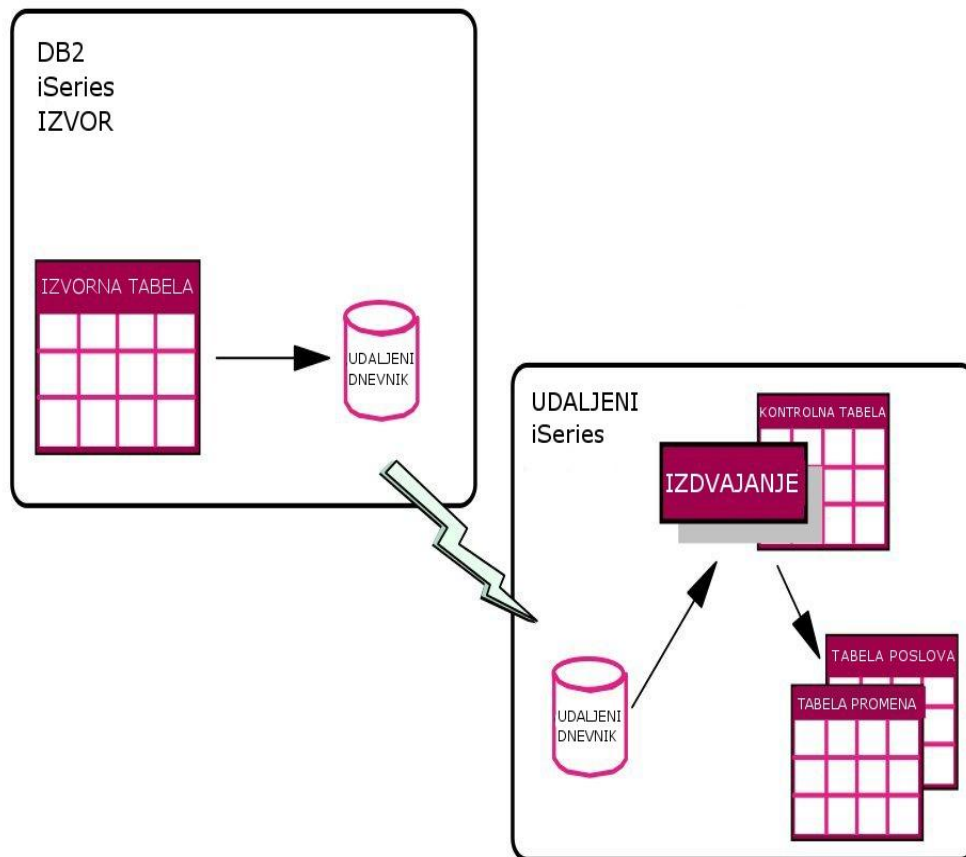 DB2
iSeries
IZVOR
IZVORNA TABELA
UDALJENI
DNEVNIK
UDALJENI
iSeries
KONTROLNA TABELA
IZDVAJANJE
TABELA POSLOVA
TABELA PROMENA
UDALJENI
DNEVNIK